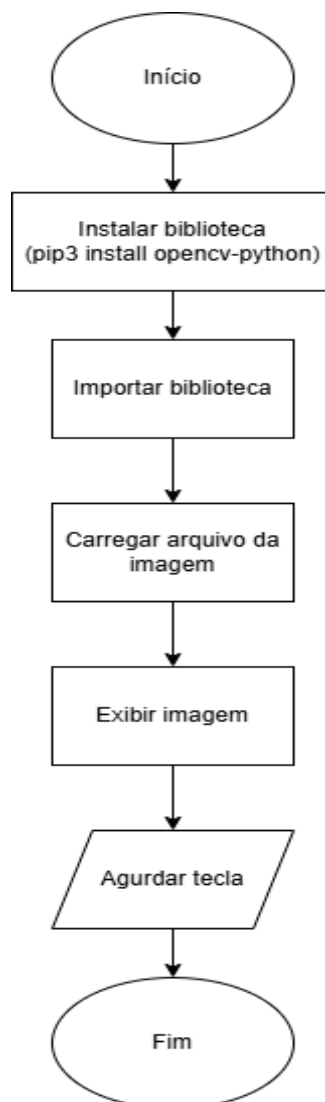 Início
Instalar biblioteca
(pip3 install opencv-python)
Importar biblioteca
Carregar arquivo da
imagem
Exibir imagem
Agurdar tecla
Fim